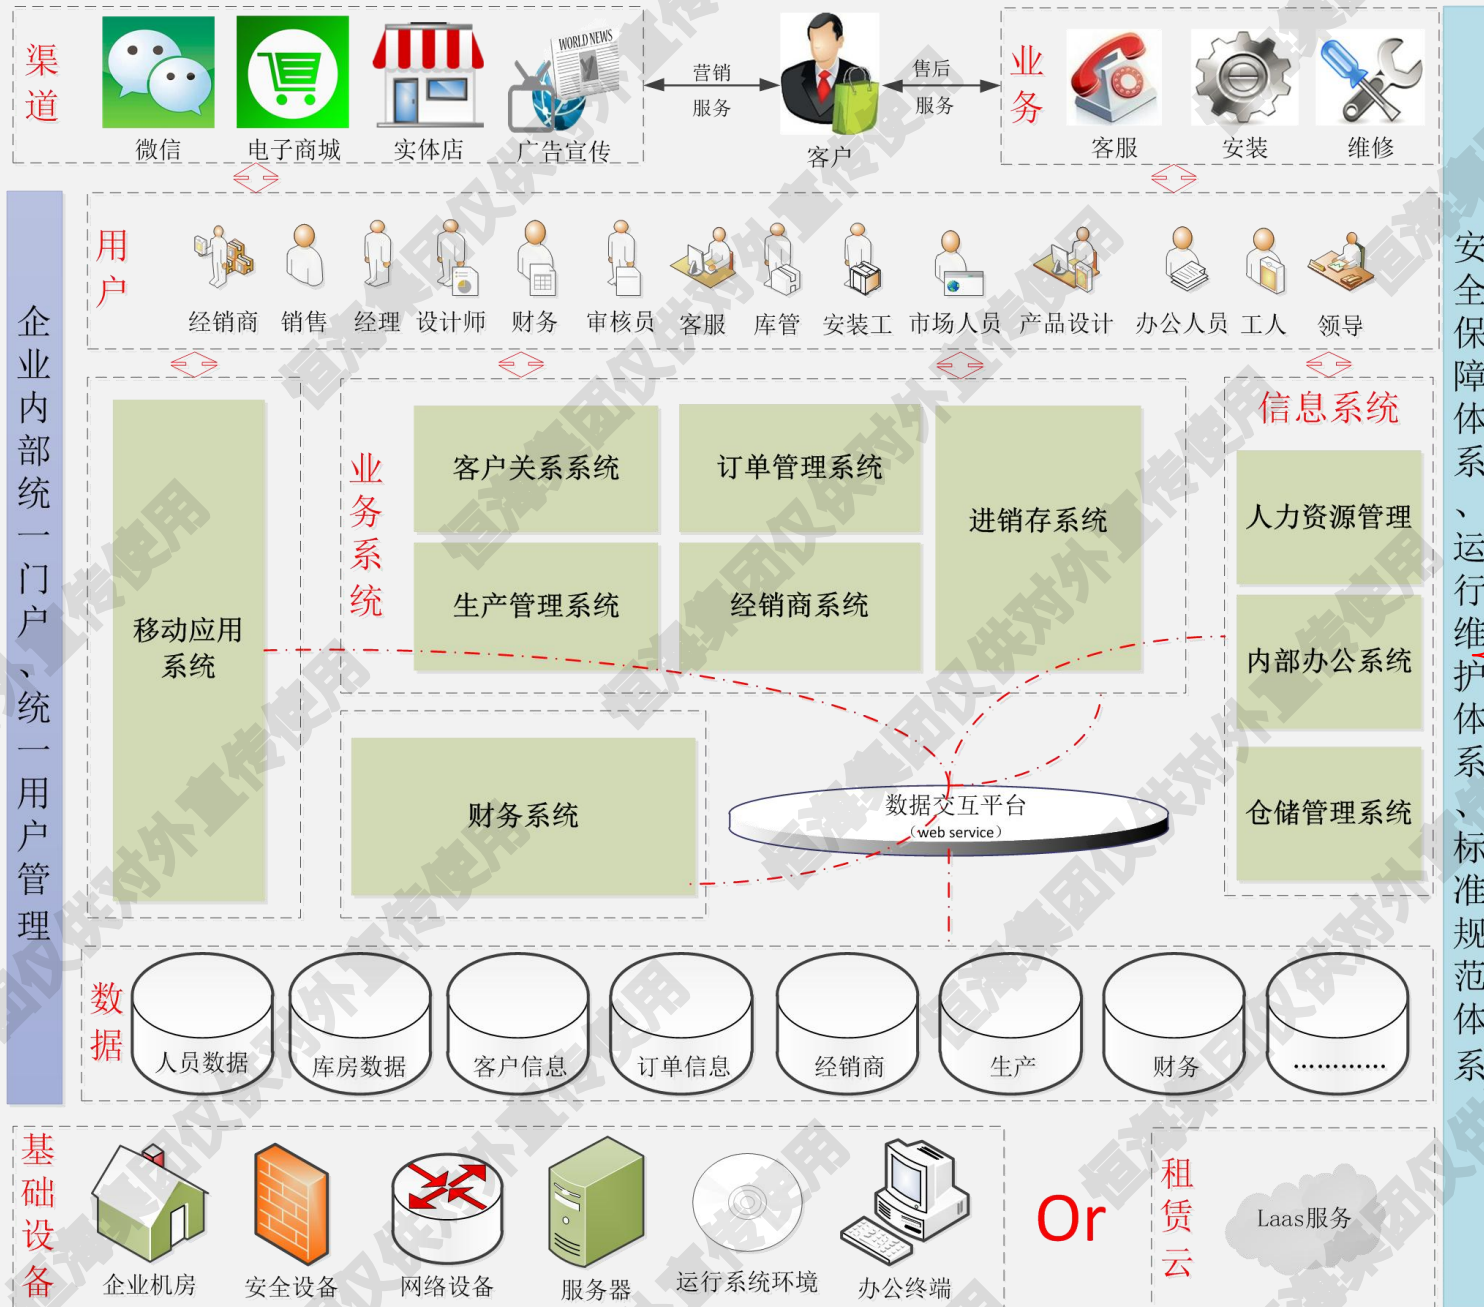 渠道
WORLD NEWS
微信
电子商城
实体店
广告宣传
营销
服务
客户
售后
服务
业务
客服
安装
维修
企业内部统一门户、统一用户管理
用户
经销商
销售
经理
设计师
财务
审核员
客服
库管
安装工
市场人员
产品设计
办公人员
工人
领导
移动应用
系统
业务系统
客户关系系统
订单管理系统
进销存系统
生产管理系统
经销商系统
信息系统
人力资源管理
内部办公系统
仓储管理系统
财务系统
数据交互平台
(web service)
数据
人员数据
库房数据
客户信息
订单信息
经销商
生产
财务
…………
基础设备
企业机房
安全设备
网络设备
服务器
运行系统环境
办公终端
Or
租赁云
Laas服务
安全保障体系、运行维护体系、标准规范体系
恒海集团仅供对外宣传使用